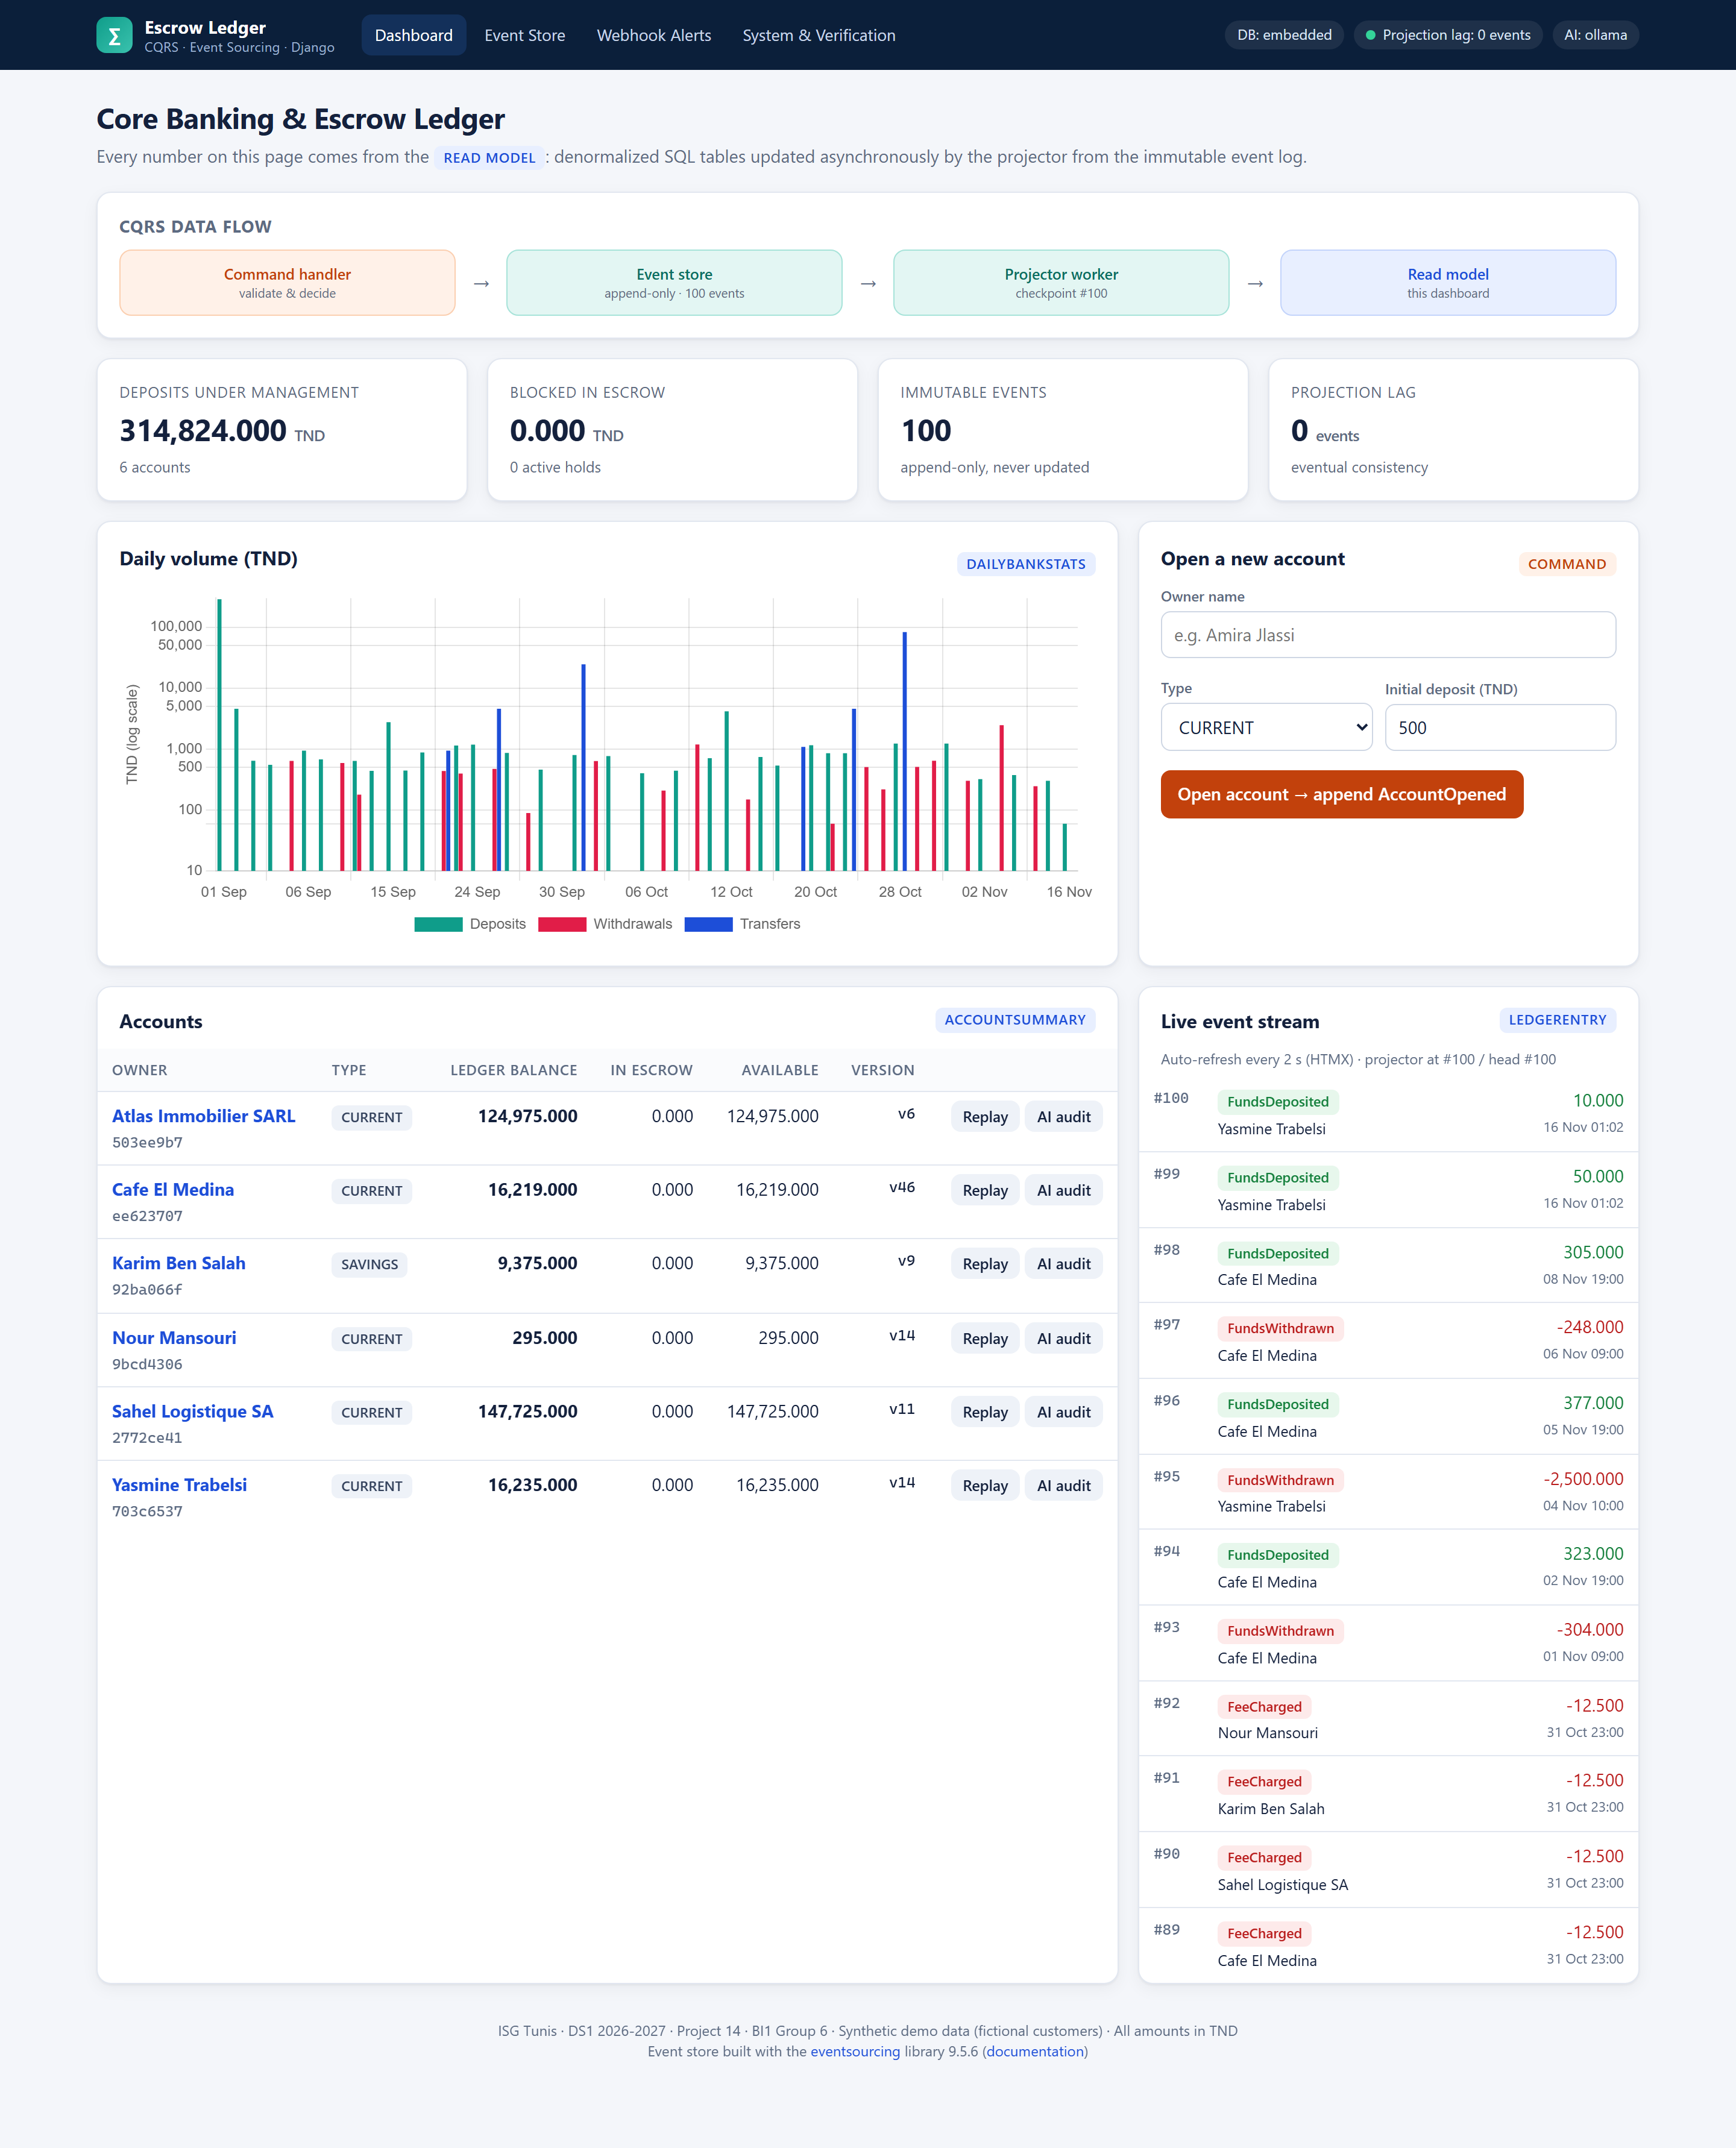 ∑
Escrow Ledger
CQRS · Event Sourcing · Django
Dashboard
Event Store
Webhook Alerts
System & Verification
DB: embedded
Projection lag: 0 events
AI: ollama
Core Banking & Escrow Ledger
Every number on this page comes from the READ MODEL : denormalized SQL tables updated asynchronously by the projector from the immutable event log.
CQRS DATA FLOW
Command handler
validate & decide
→
Event store
append-only · 100 events
→
Projector worker
checkpoint #100
→
Read model
this dashboard
DEPOSITS UNDER MANAGEMENT
314,824.000 TND
6 accounts
BLOCKED IN ESCROW
0.000 TND
0 active holds
IMMUTABLE EVENTS
100
append-only, never updated
PROJECTION LAG
0 events
eventual consistency
Daily volume (TND)
DAILYBANKSTATS
TND (log scale)
100,000
50,000
10,000
5,000
1,000
500
100
10
01 Sep 06 Sep 15 Sep 24 Sep 30 Sep 06 Oct 12 Oct 20 Oct 28 Oct 02 Nov 16 Nov
Deposits Withdrawals Transfers
Open a new account
COMMAND
Owner name
e.g. Amira Jlassi
Type Initial deposit (TND)
CURRENT 500
Open account → append AccountOpened
Accounts
ACCOUNTSUMMARY
OWNER TYPE LEDGER BALANCE IN ESCROW AVAILABLE VERSION
Atlas Immobilier SARL CURRENT 124,975.000 0.000 124,975.000 v6 Replay AI audit
503ee9b7
Cafe El Medina CURRENT 16,219.000 0.000 16,219.000 v46 Replay AI audit
ee623707
Karim Ben Salah SAVINGS 9,375.000 0.000 9,375.000 v9 Replay AI audit
92ba066f
Nour Mansouri CURRENT 295.000 0.000 295.000 v14 Replay AI audit
9bcd4306
Sahel Logistique SA CURRENT 147,725.000 0.000 147,725.000 v11 Replay AI audit
2772ce41
Yasmine Trabelsi CURRENT 16,235.000 0.000 16,235.000 v14 Replay AI audit
703c6537
Live event stream
LEDGERENTRY
Auto-refresh every 2 s (HTMX) · projector at #100 / head #100
#100 FundsDeposited 10.000
Yasmine Trabelsi 16 Nov 01:02
#99 FundsDeposited 50.000
Yasmine Trabelsi 16 Nov 01:02
#98 FundsDeposited 305.000
Cafe El Medina 08 Nov 19:00
#97 FundsWithdrawn -248.000
Cafe El Medina 06 Nov 09:00
#96 FundsDeposited 377.000
Cafe El Medina 05 Nov 19:00
#95 FundsWithdrawn -2,500.000
Yasmine Trabelsi 04 Nov 10:00
#94 FundsDeposited 323.000
Cafe El Medina 02 Nov 19:00
#93 FundsWithdrawn -304.000
Cafe El Medina 01 Nov 09:00
#92 FeeCharged -12.500
Nour Mansouri 31 Oct 23:00
#91 FeeCharged -12.500
Karim Ben Salah 31 Oct 23:00
#90 FeeCharged -12.500
Sahel Logistique SA 31 Oct 23:00
#89 FeeCharged -12.500
Cafe El Medina 31 Oct 23:00
ISG Tunis · DS1 2026-2027 · Project 14 · BI1 Group 6 · Synthetic demo data (fictional customers) · All amounts in TND
Event store built with the eventsourcing library 9.5.6 (documentation)